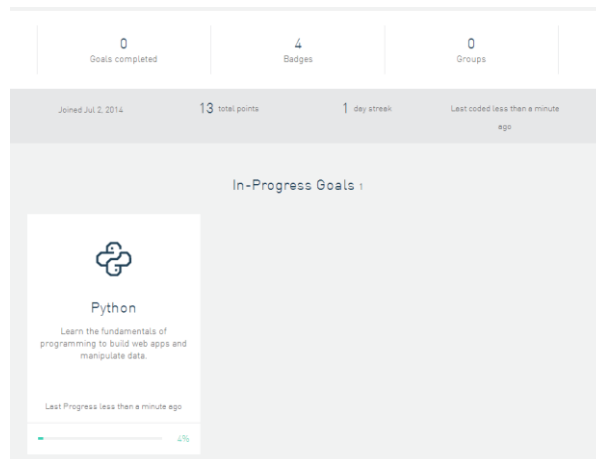 0
Goals completed
4
Badges
0
Groups
Joined Jul 2, 2014
13 total points
1 day streak
Last coded less than a minute
ago
In-Progress Goals 1
Python
Learn the fundamentals of
programming to build web apps and
manipulate data.
Last Progress less than a minute ago
4%